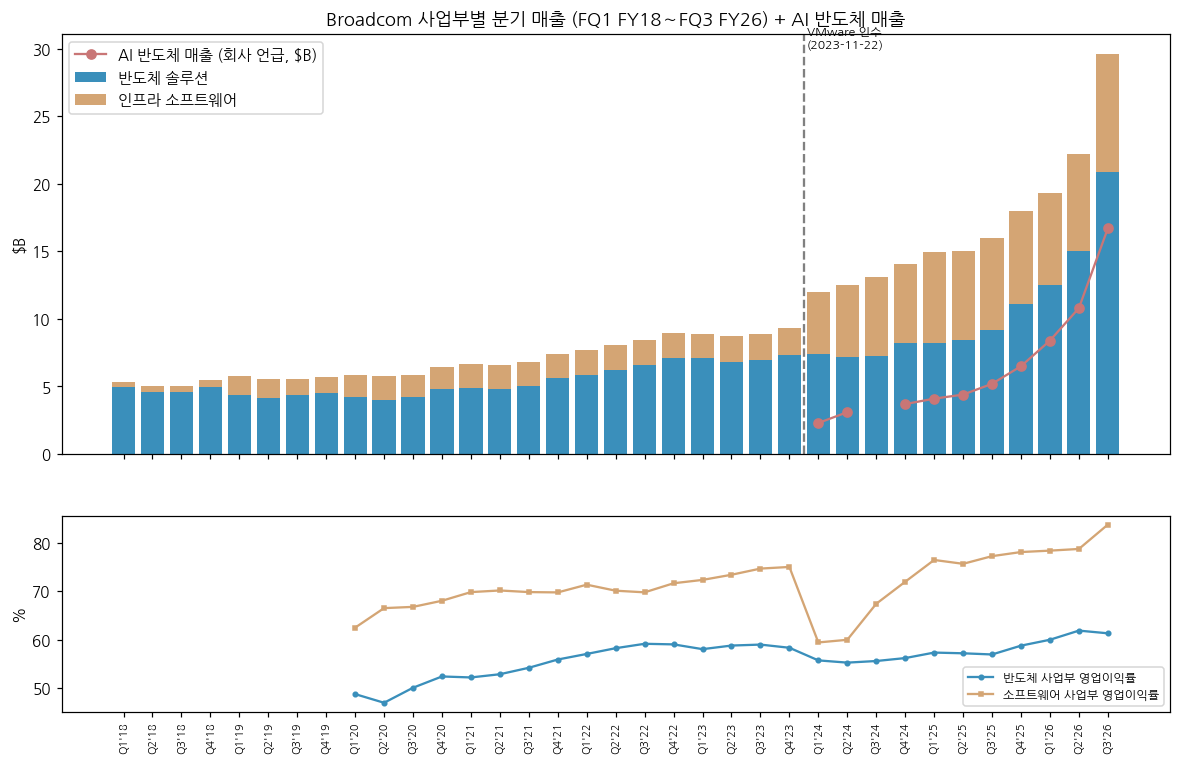 Broadcom 사업부별 분기 매출 (FQ1 FY18~FQ3 FY26) + AI 반도체 매출
VMware 인수
(2023-11-22)
AI 반도체 매출 (회사 언급, $B)
반도체 솔루션
인프라 소프트웨어
30
25
20
15
10
5
0
$B
80
70
60
50
%
반도체 사업부 영업이익률
소프트웨어 사업부 영업이익률
Q1'18
Q2'18
Q3'18
Q4'18
Q1'19
Q2'19
Q3'19
Q4'19
Q1'20
Q2'20
Q3'20
Q4'20
Q1'21
Q2'21
Q3'21
Q4'21
Q1'22
Q2'22
Q3'22
Q4'22
Q1'23
Q2'23
Q3'23
Q4'23
Q1'24
Q2'24
Q3'24
Q4'24
Q1'25
Q2'25
Q3'25
Q4'25
Q1'26
Q2'26
Q3'26